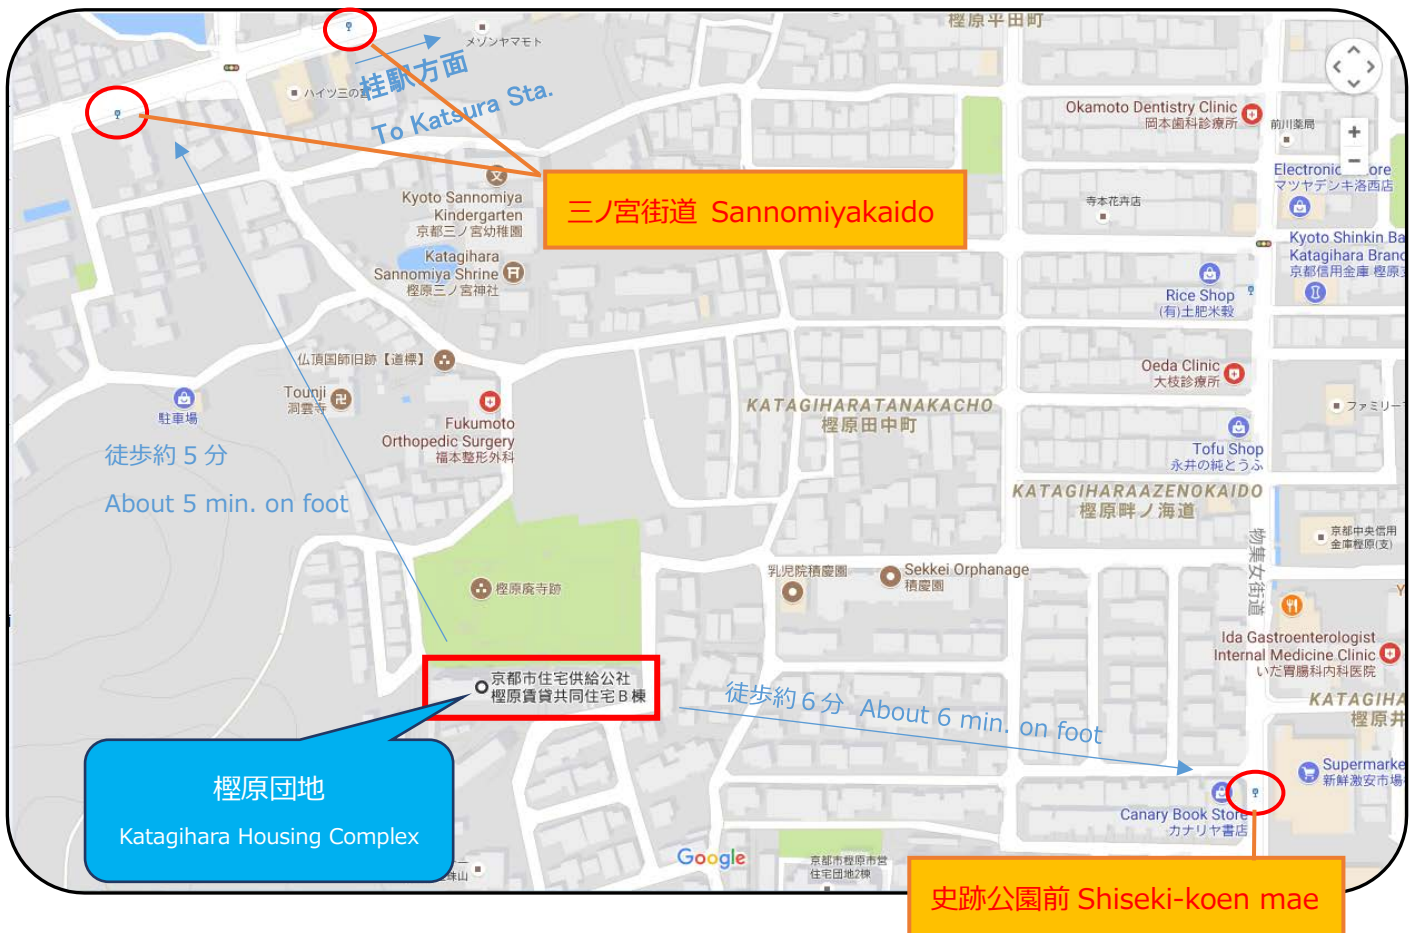 樫原平田町
メゾンヤマモト
桂駅方面
To Katsura Sta.
ハイツ三の宮
Okamoto Dentistry Clinic
岡本歯科診療所
前川薬局
+
−
マツヤデンキ洛西店
Kyoto Sannomiya
Kindergarten
京都三ノ宮幼稚園
三ノ宮街道 Sannomiyakaido
寺本花卉店
Kyoto Shinkin Ba
Katagihara Branc
京都信用金庫 樫原支
Katagihara
Sannomiya Shrine
樫原三ノ宮神社
Rice Shop
(有)土肥米穀
仏頂国師旧跡【道標】
Oeda Clinic
大枝診療所
Tounji
洞雲寺
駐車場
KATAGIHARATANAKACHO
樫原田中町
ファミリー
Fukumoto
Orthopedic Surgery
福本整形外科
Tofu Shop
永井の純とうふ
徒歩約 5 分
About 5 min. on foot
KATAGIHARAAZENOKAIDO
樫原畔ノ海道
京都中央信用
金庫樫原(支)
物集女街道
乳児院積慶園
Sekkei Orphanage
積慶園
樫原廃寺跡
Ida Gastroenterologist
Internal Medicine Clinic
いだ胃腸科内科医院
京都市住宅供給公社
樫原賃貸共同住宅Ｂ棟
徒歩約 6 分 About 6 min. on foot
KATAGIHA
樫原井
樫原団地
Katagihara Housing Complex
Supermarke
新鮮激安市場
Canary Book Store
カナリヤ書店
Google
京都市樫原市営
住宅団地2棟
珠山
史跡公園前 Shiseki-koen mae